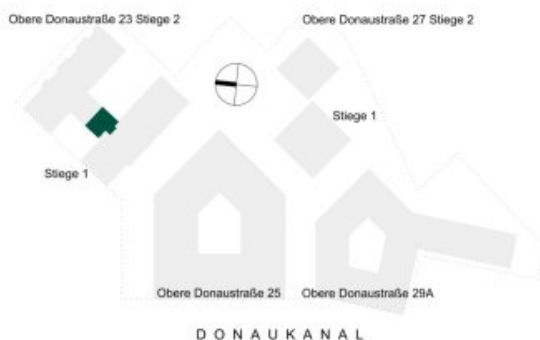 Obere Donaustraße 23 Stiege 2
Obere Donaustraße 27 Stiege 2
Stiege 1
Stiege 1
Obere Donaustraße 25
Obere Donaustraße 29A
DONAUKANAL